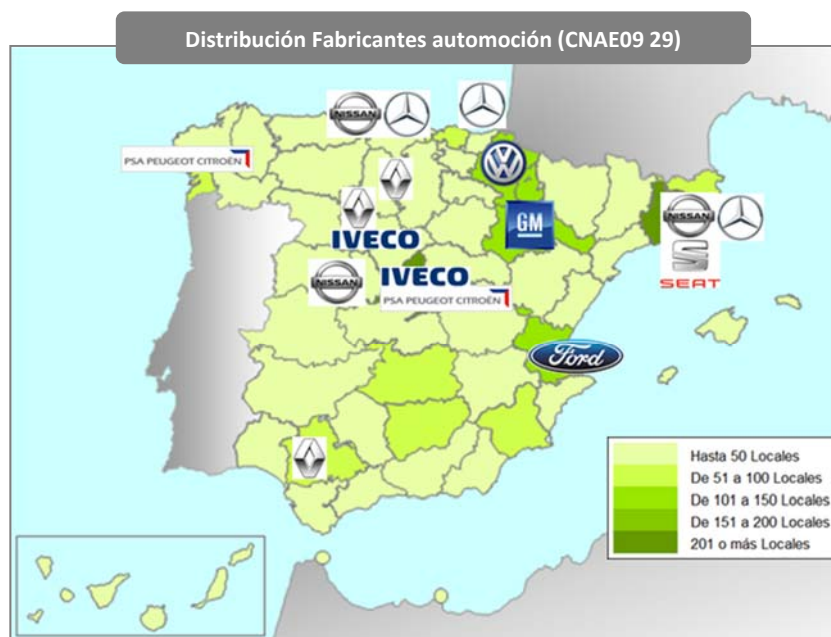 Distribución Fabricantes automoción (CNAE09 29)
NISSAN
PSA PEUGEOT CITROËN
GM
IVECO
NISSAN
IVECO
NISSAN
SEAT
PSA PEUGEOT CITROËN
Ford
Hasta 50 Locales
De 51 a 100 Locales
De 101 a 150 Locales
De 151 a 200 Locales
201 o más Locales